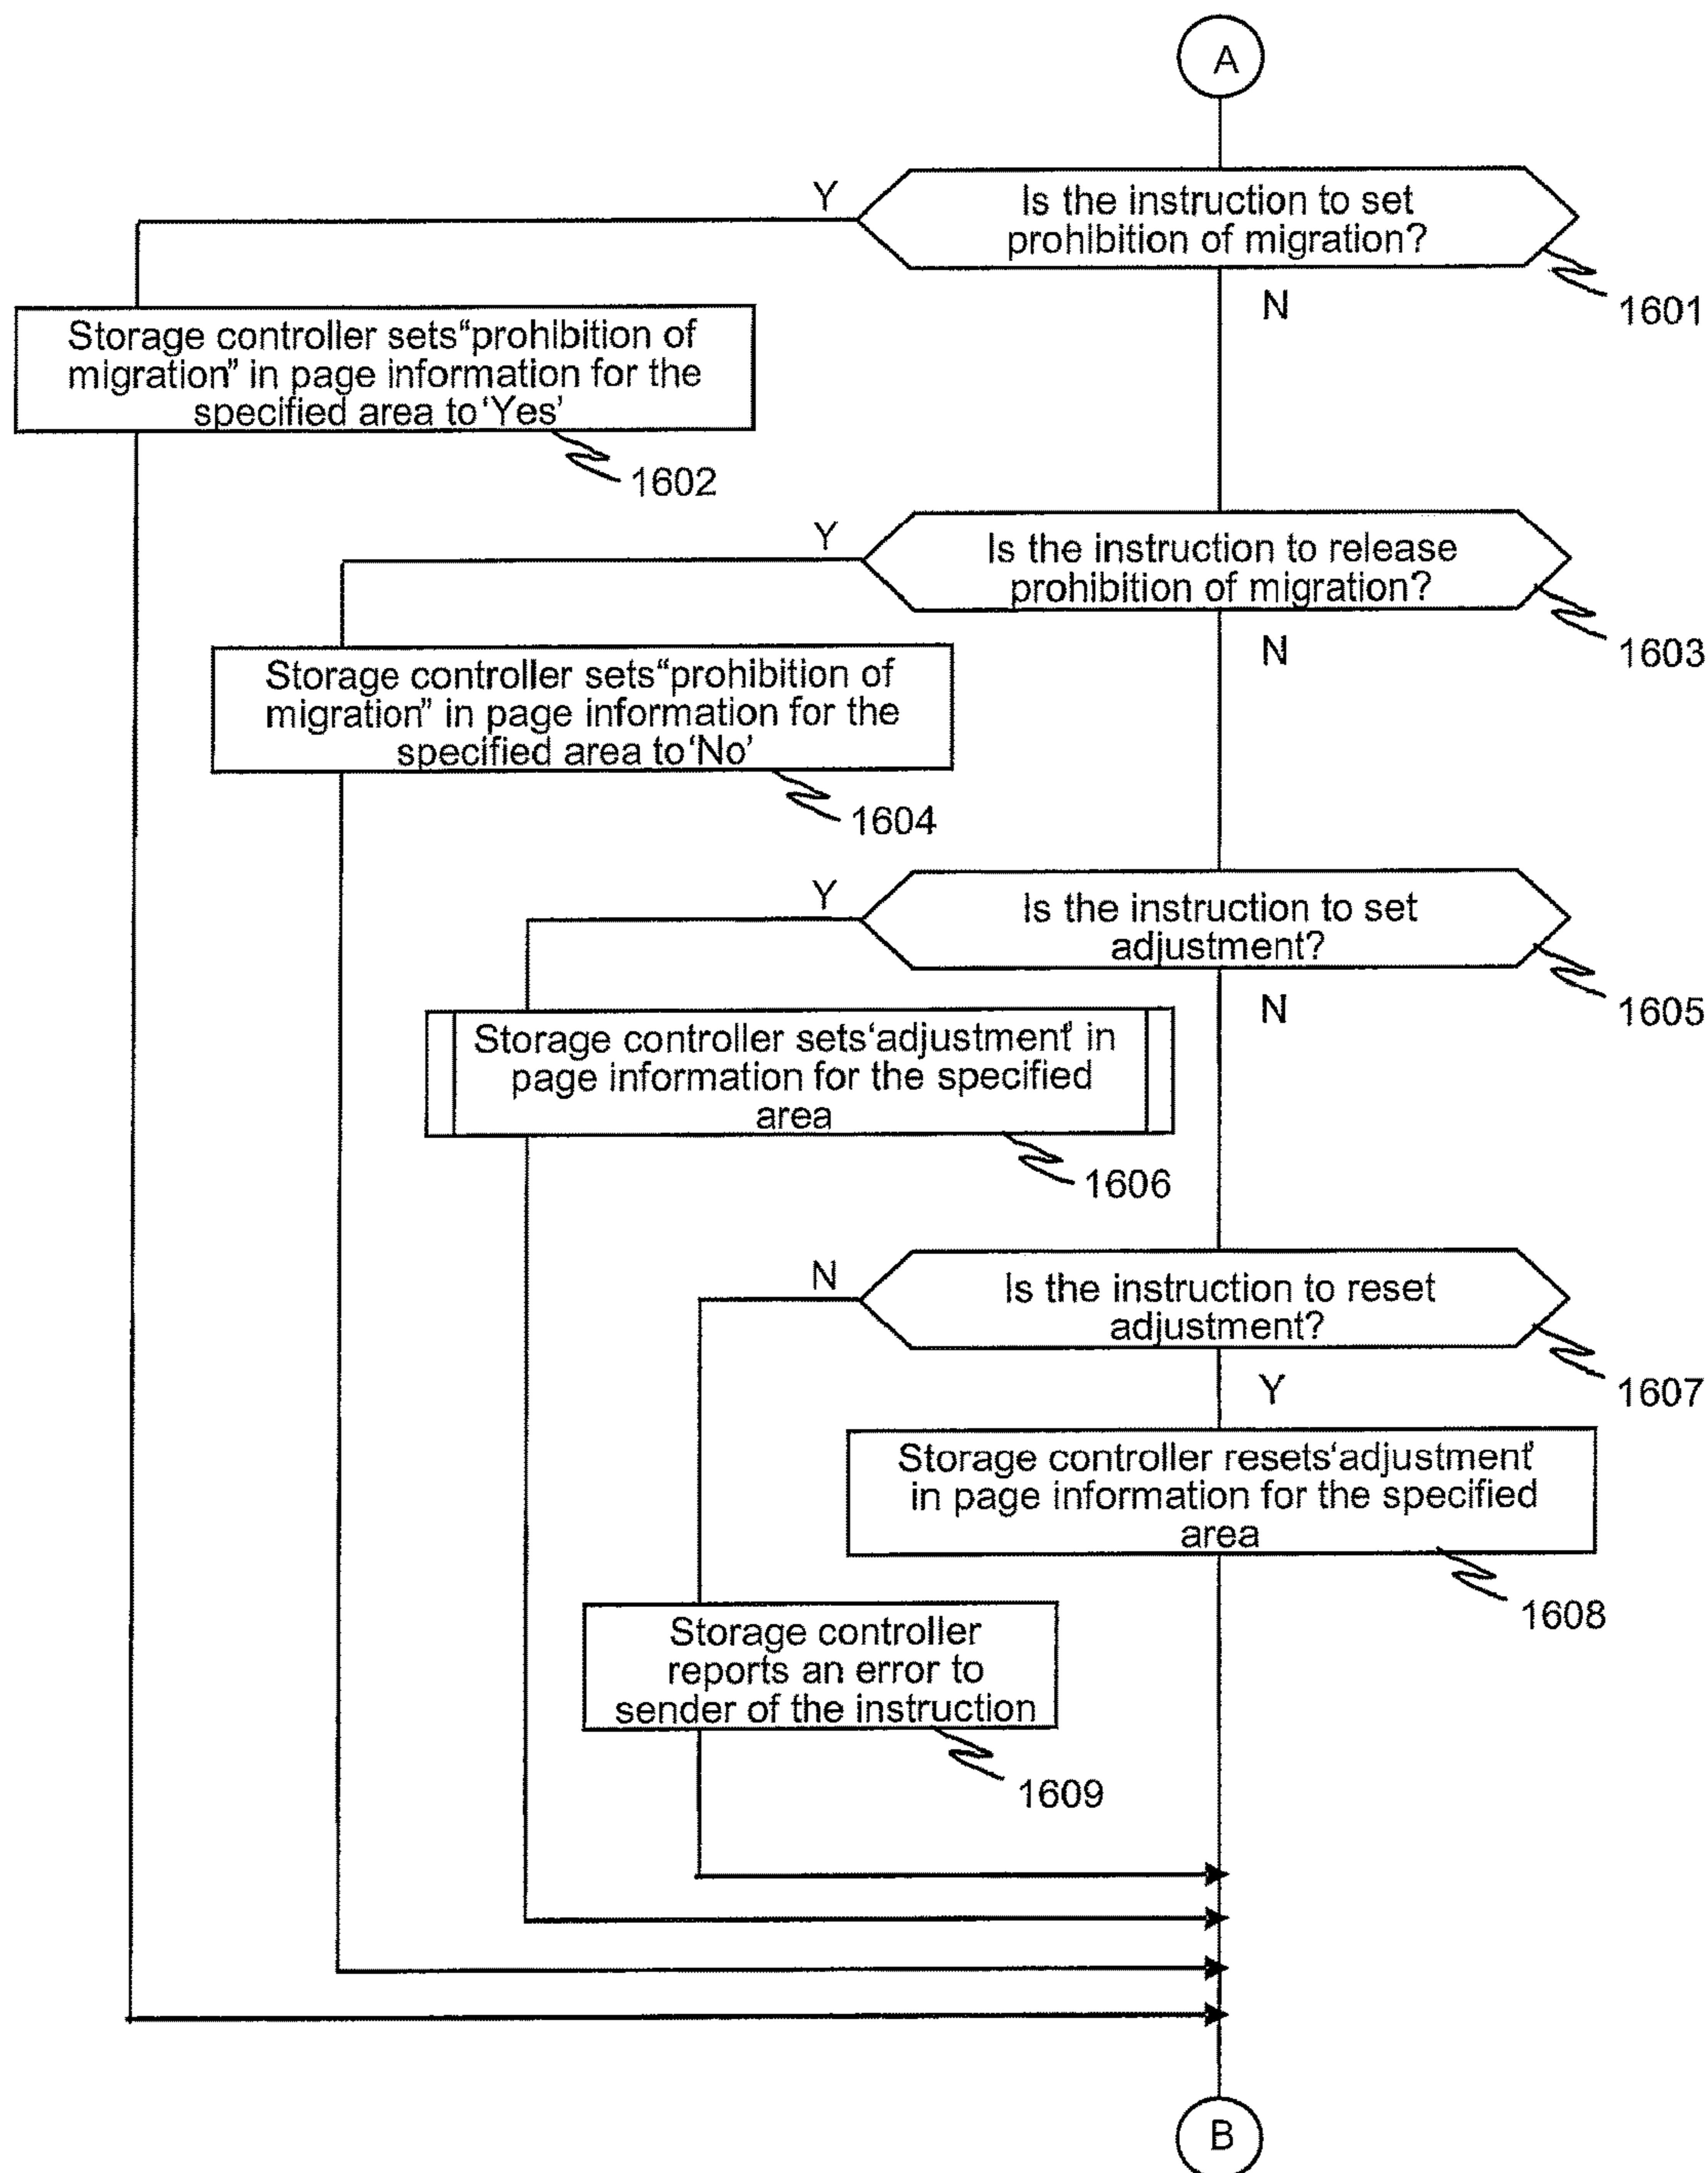 A
Y
Is the instruction to set
prohibition of migration?
1601
N
Storage controller sets“prohibition of
migration” in page information for the
specified area to‘Yes’
1602
Y
Is the instruction to release
prohibition of migration?
1603
N
Storage controller sets“prohibition of
migration” in page information for the
specified area to‘No’
1604
Y
Is the instruction to set
adjustment?
1605
N
Storage controller sets‘adjustment’ in
page information for the specified
area
1606
N
Is the instruction to reset
adjustment?
1607
Y
Storage controller resets‘adjustment’
in page information for the specified
area
1608
Storage controller
reports an error to
sender of the instruction
1609
B